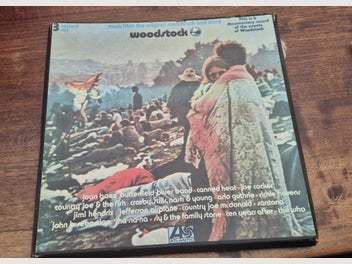 3 record set
music from the original soundtrack and more
woodstock
This is a
documentary record
of the events
of Woodstock
joan baez · butterfield blues band · canned heat · joe cocker
country joe & the fish · crosby, stills, nash & young · arlo guthrie · richie havens
jimi hendrix · jefferson airplane · country joe mcdonald · santana
john sebastian · sha-na-na · sly & the family stone · ten years after · the who
ATLANTIC